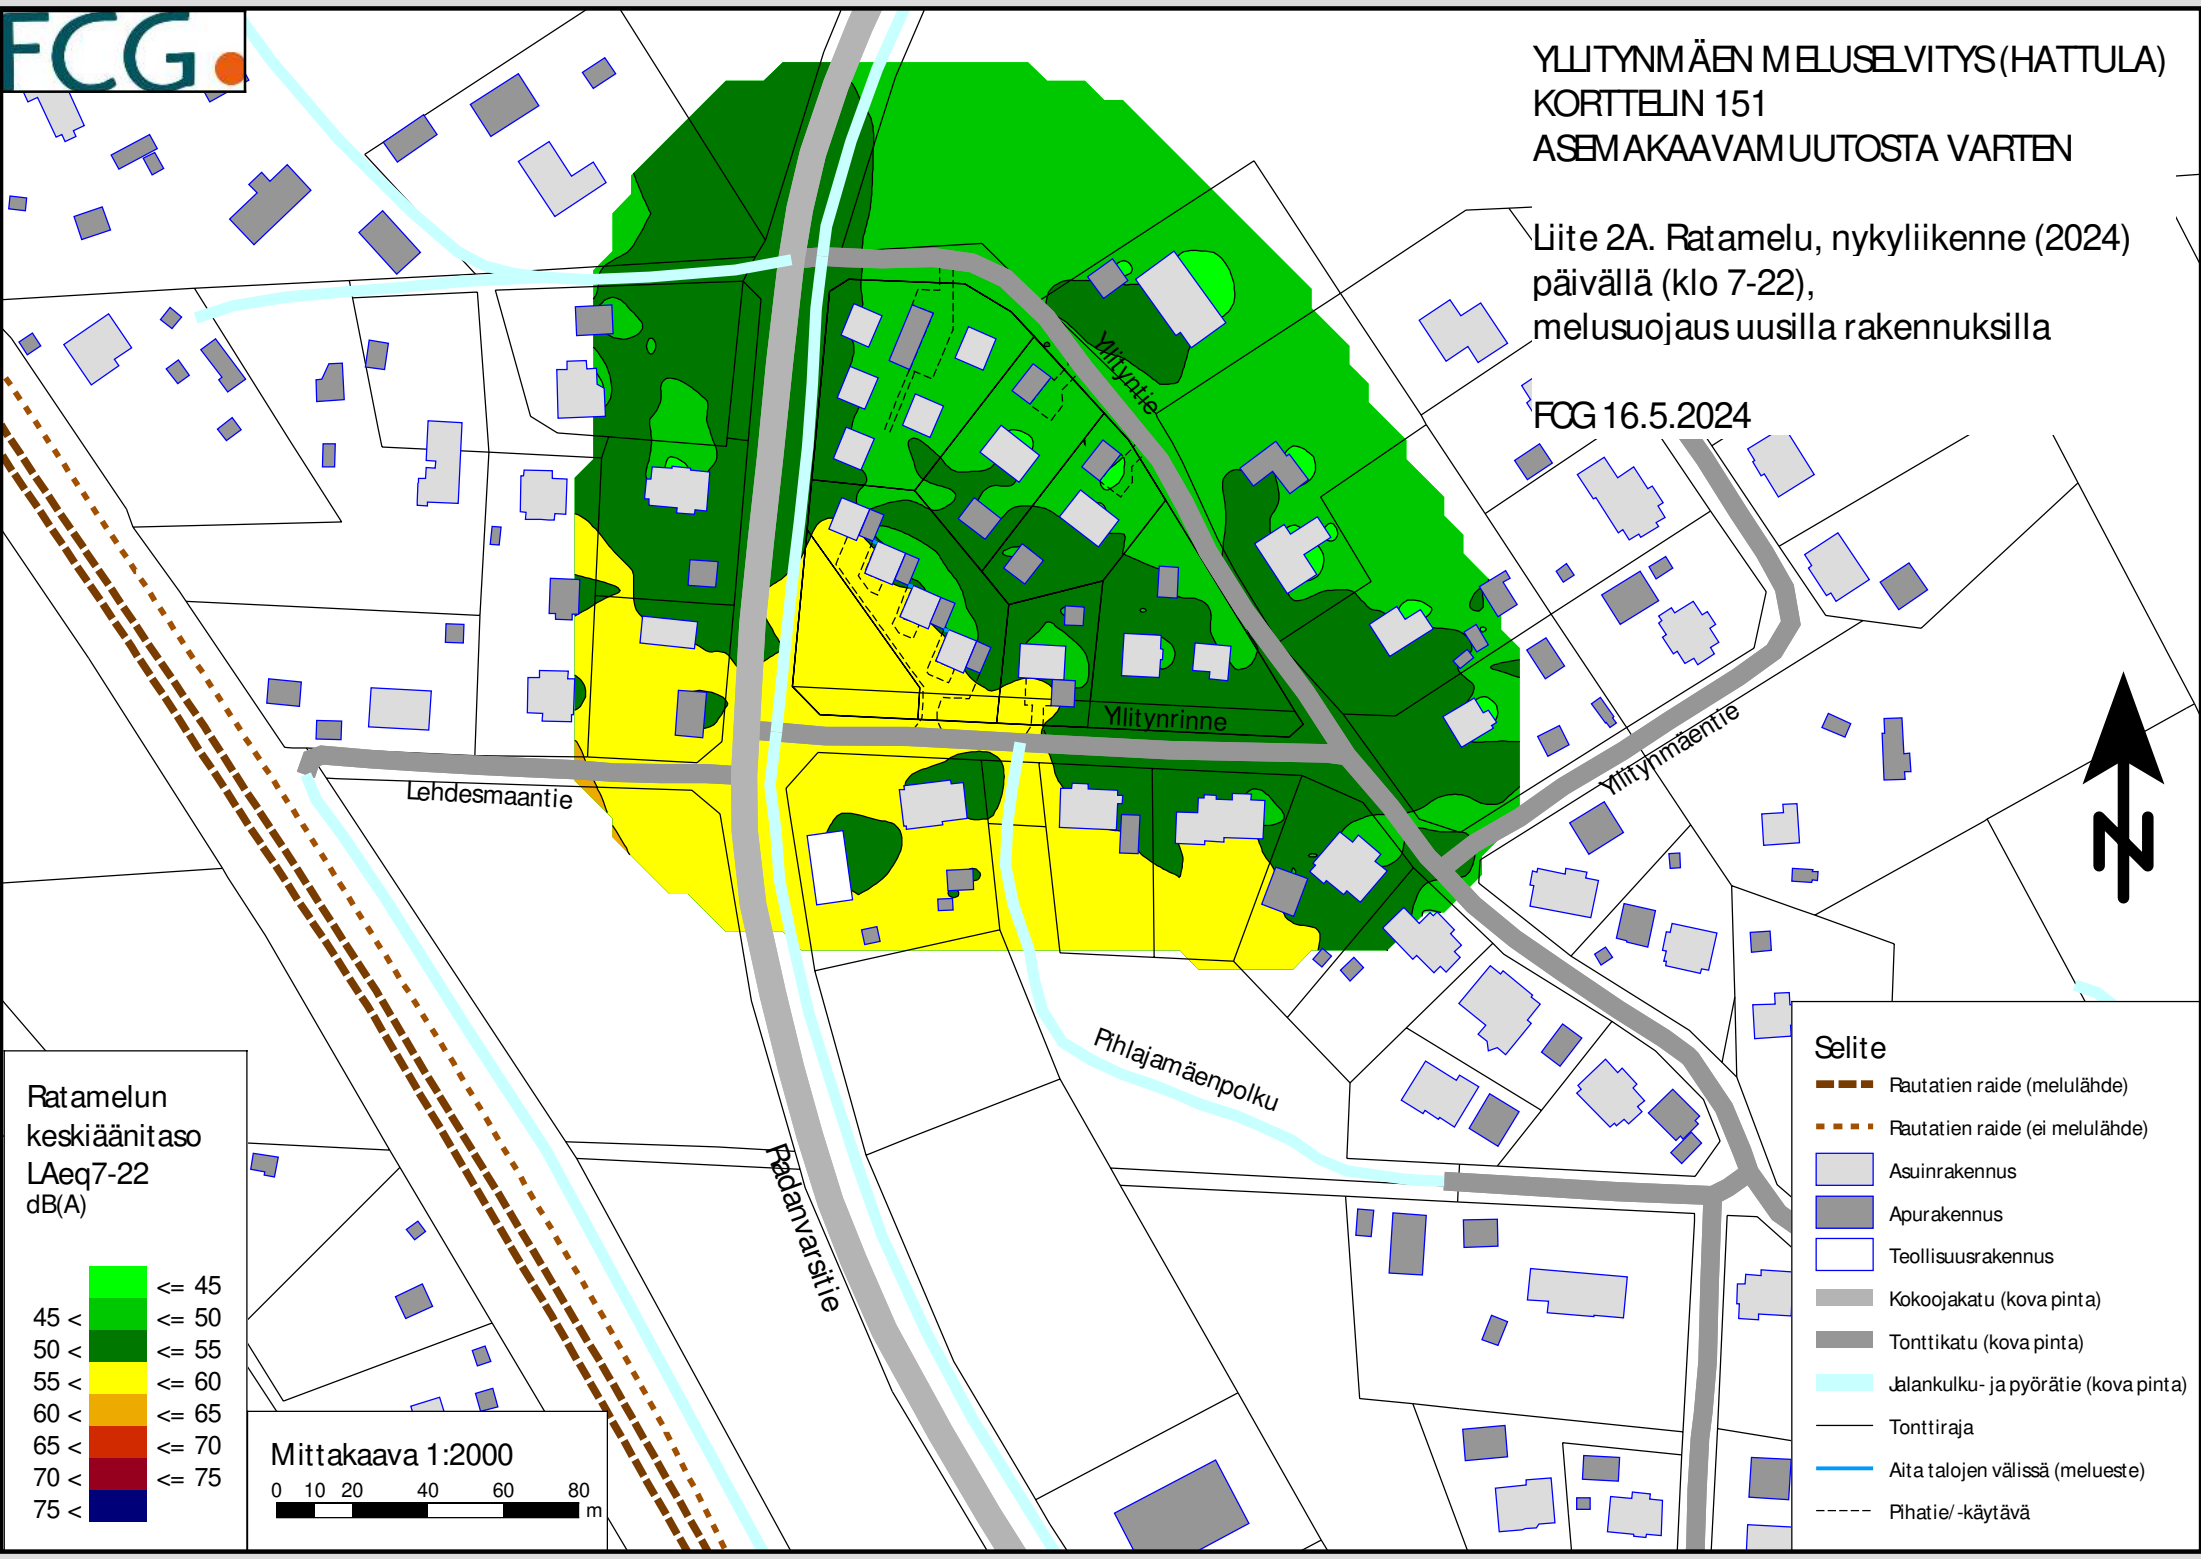 FCG.
YLLITYNMÄEN MELUSELVITYS (HATTULA)
KORTTELIN 151
ASEMAKAAVAMUUTOSTA VARTEN
Liite 2A. Ratamelu, nykyliikenne (2024)
päivällä (klo 7-22),
melusuojaus uusilla rakennuksilla
FCG 16.5.2024
Ylityntie
Ylitynrinne
Ylitynmäentie
Lehdesmaantie
Pihlajamäenpolku
Radanvarsitie
N
Ratamelun
keskiäänitaso
LAeq7-22
dB(A)
<= 45
45 < <= 50
50 < <= 55
55 < <= 60
60 < <= 65
65 < <= 70
70 < <= 75
75 <
Mittakaava 1:2000
0 10 20 40 60 80
m
Selite
Rautatien raide (melulähde)
Rautatien raide (ei melulähde)
Asuinrakennus
Apurakennus
Teollisuusrakennus
Kokoojakatu (kova pinta)
Tonttikatu (kova pinta)
Jalankulku- ja pyörätie (kova pinta)
Tonttiraja
Aita talojen välissä (melueste)
Pihatie/-käytävä